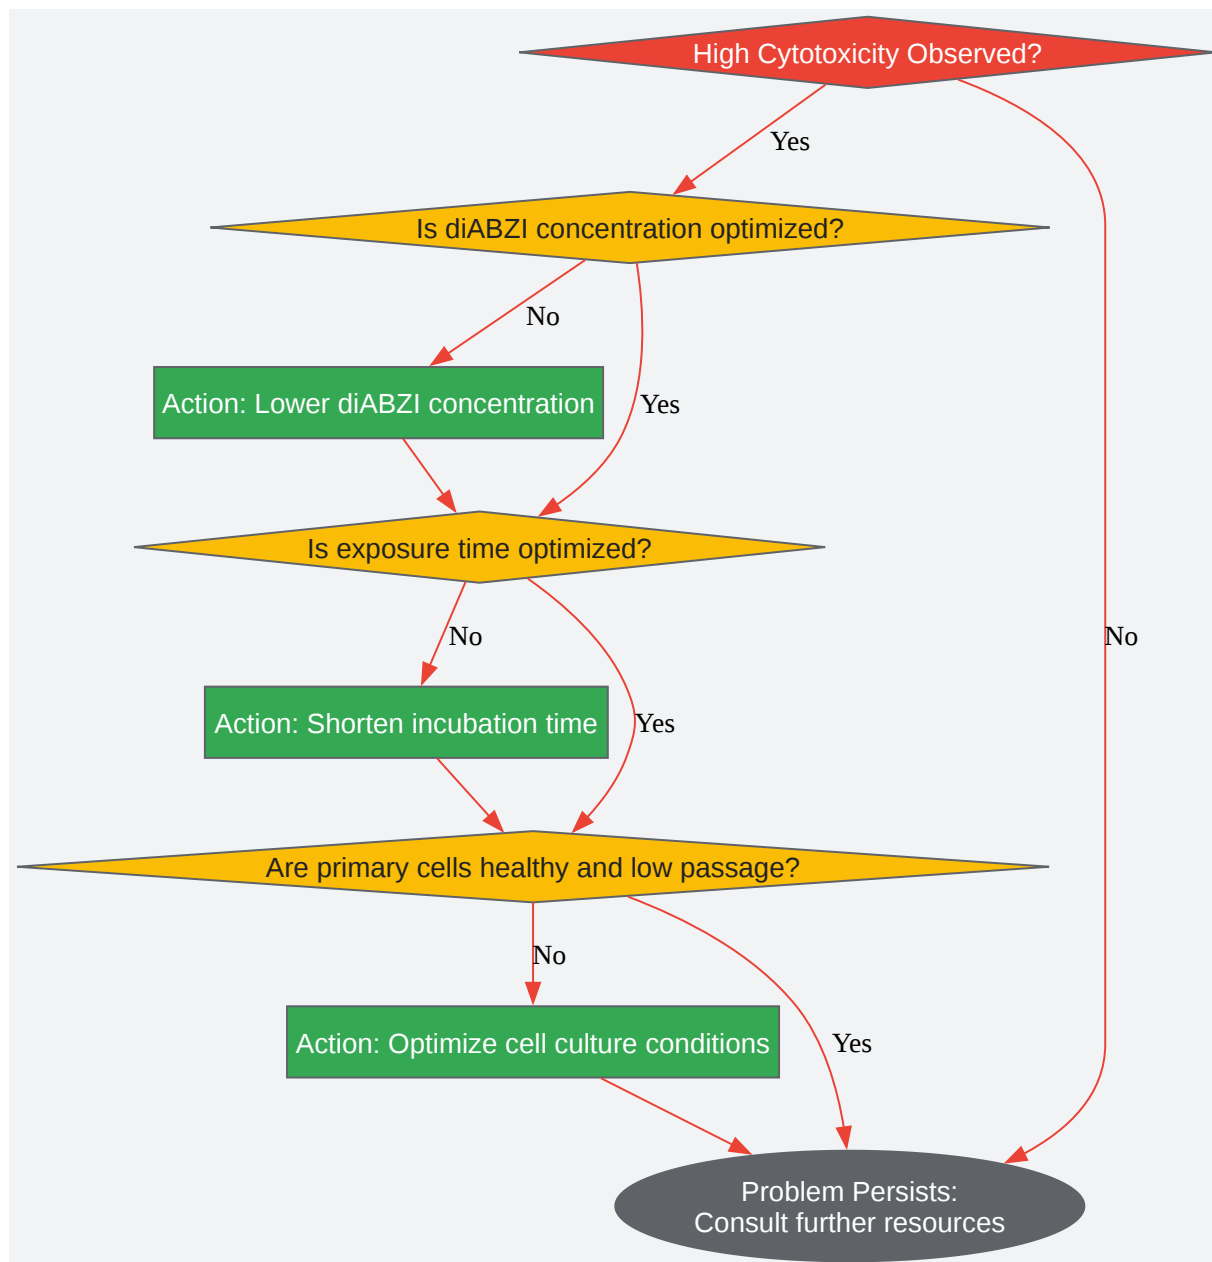 High Cytotoxicity Observed?
Yes
Is diABZI concentration optimized?
No
Action: Lower diABZI concentration
Yes
Is exposure time optimized?
No
No
Action: Shorten incubation time
Yes
Are primary cells healthy and low passage?
No
Action: Optimize cell culture conditions
Yes
Problem Persists:
Consult further resources